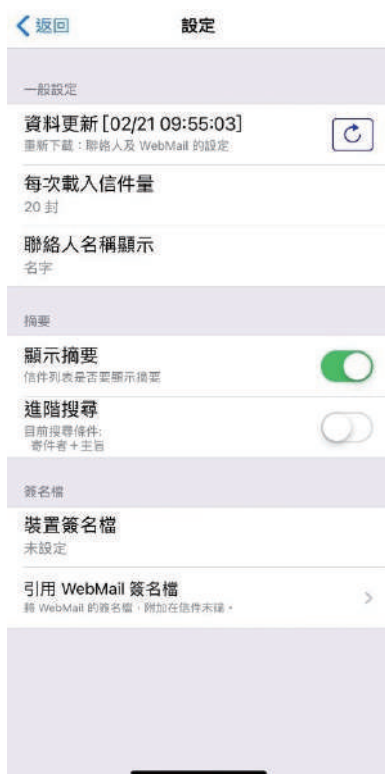 返回
設定
一般設定
資料更新 [02/21 09:55:03]
重新下載：聯絡人及 WebMail 的設定
每次載入信件量
20 封
聯絡人名稱顯示
名字
摘要
顯示摘要
信件列表是否要顯示摘要
進階搜尋
目前搜尋條件:
寄件者+主旨
簽名檔
裝置簽名檔
未設定
引用 WebMail 簽名檔
將 WebMail 的簽名檔，附加在信件末端。